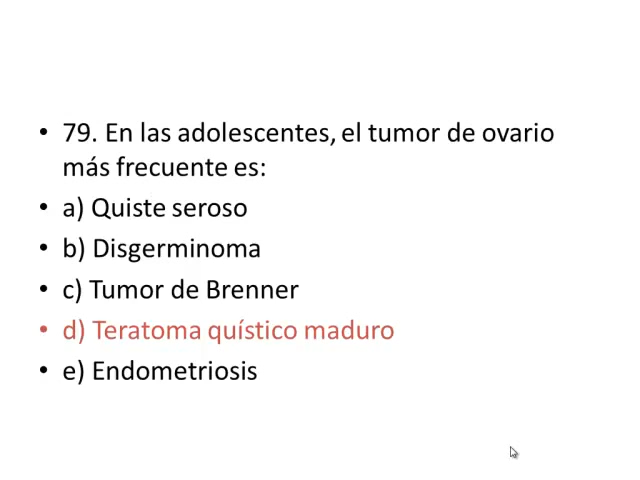 • 79. En las adolescentes, el tumor de ovario
más frecuente es:
• a) Quiste seroso
• b) Disgerminoma
• c) Tumor de Brenner
• d) Teratoma quístico maduro
• e) Endometriosis